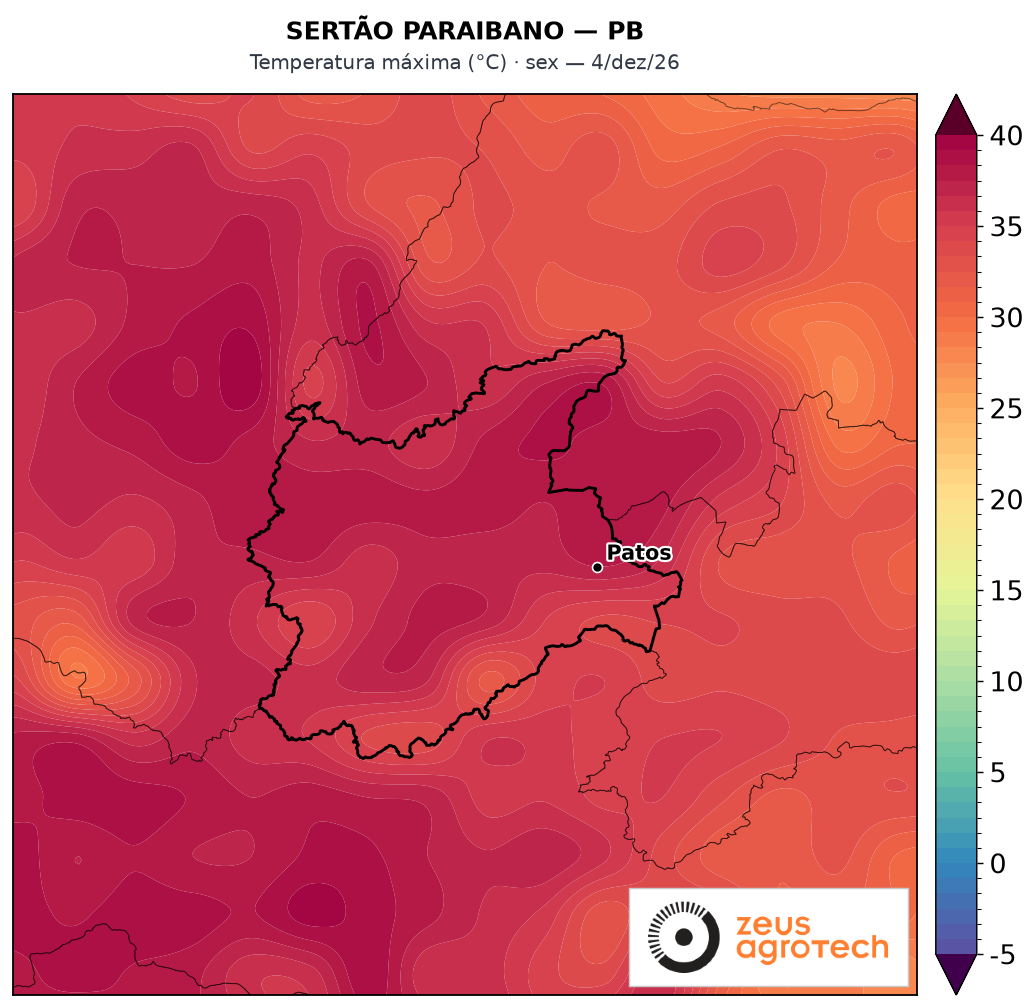 SERTÃO PARAIBANO — PB
Temperatura máxima (°C) · sex — 4/dez/26
40
35
30
25
20
15
10
5
0
-5
Patos
zeus
agrotech